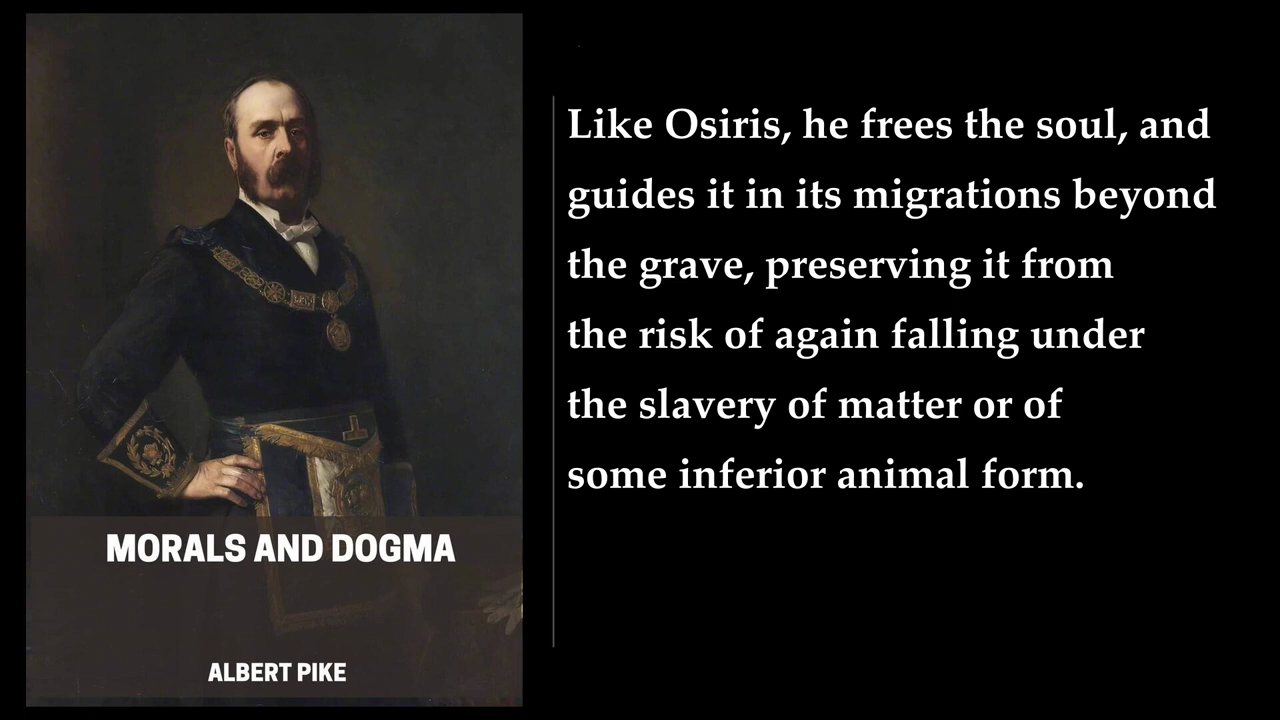 MORALS AND DOGMA
ALBERT PIKE
Like Osiris, he frees the soul, and
guides it in its migrations beyond
the grave, preserving it from
the risk of again falling under
the slavery of matter or of
some inferior animal form.